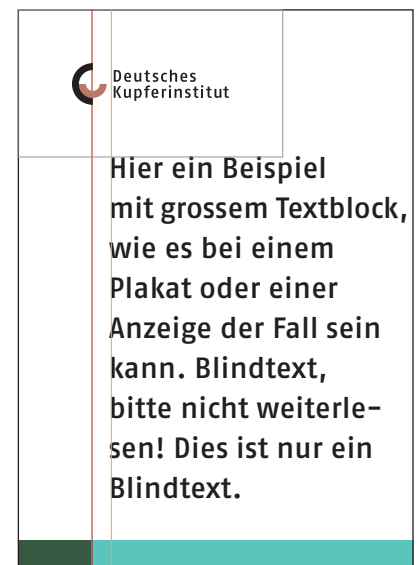 Deutsches
Kupferinstitut
Hier ein Beispiel
mit grossem Textblock,
wie es bei einem
Plakat oder einer
Anzeige der Fall sein
kann. Blindtext,
bitte nicht weiterle-
sen! Dies ist nur ein
Blindtext.